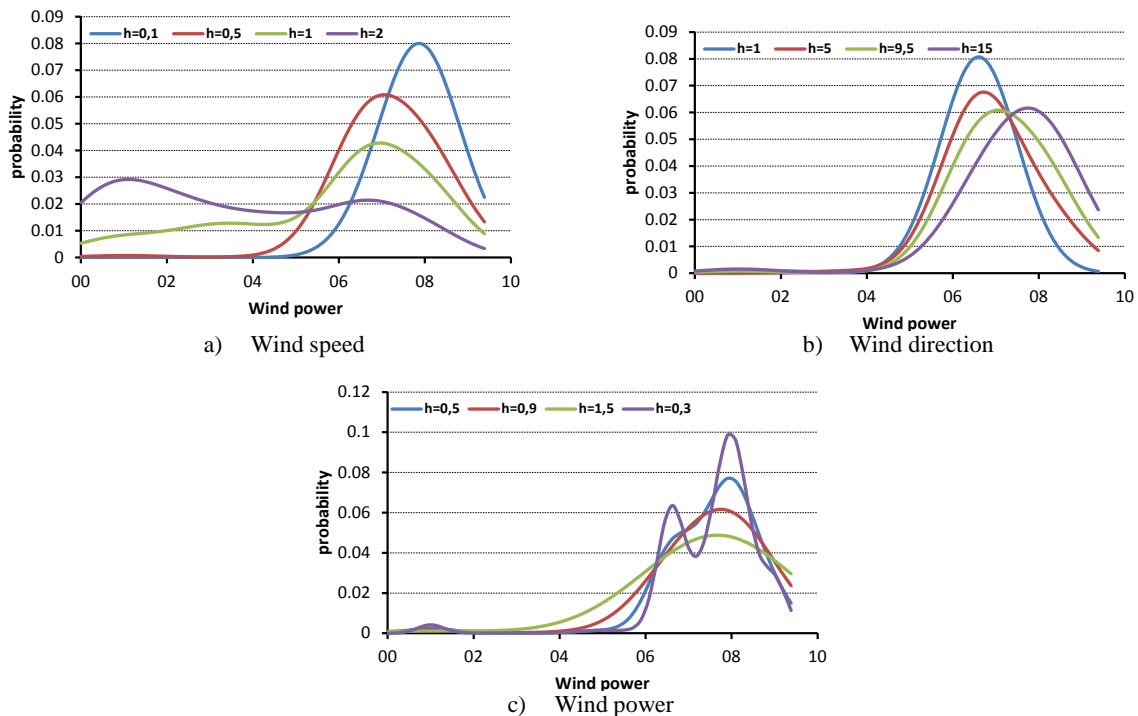 0.09
h=0,1 h=0,5 h=1 h=2
0.08
0.07
0.06
0.05
0.04
0.03
0.02
0.01
0
probability
00 02 04 06 08 10
Wind power
a) Wind speed
0.09
h=1 h=5 h=9,5 h=15
0.08
0.07
0.06
0.05
0.04
0.03
0.02
0.01
0
probability
00 02 04 06 08 10
Wind power
b) Wind direction
0.12
h=0,5 h=0,9 h=1,5 h=0,3
0.1
0.08
0.06
0.04
0.02
0
probability
00 02 04 06 08 10
Wind power
c) Wind power